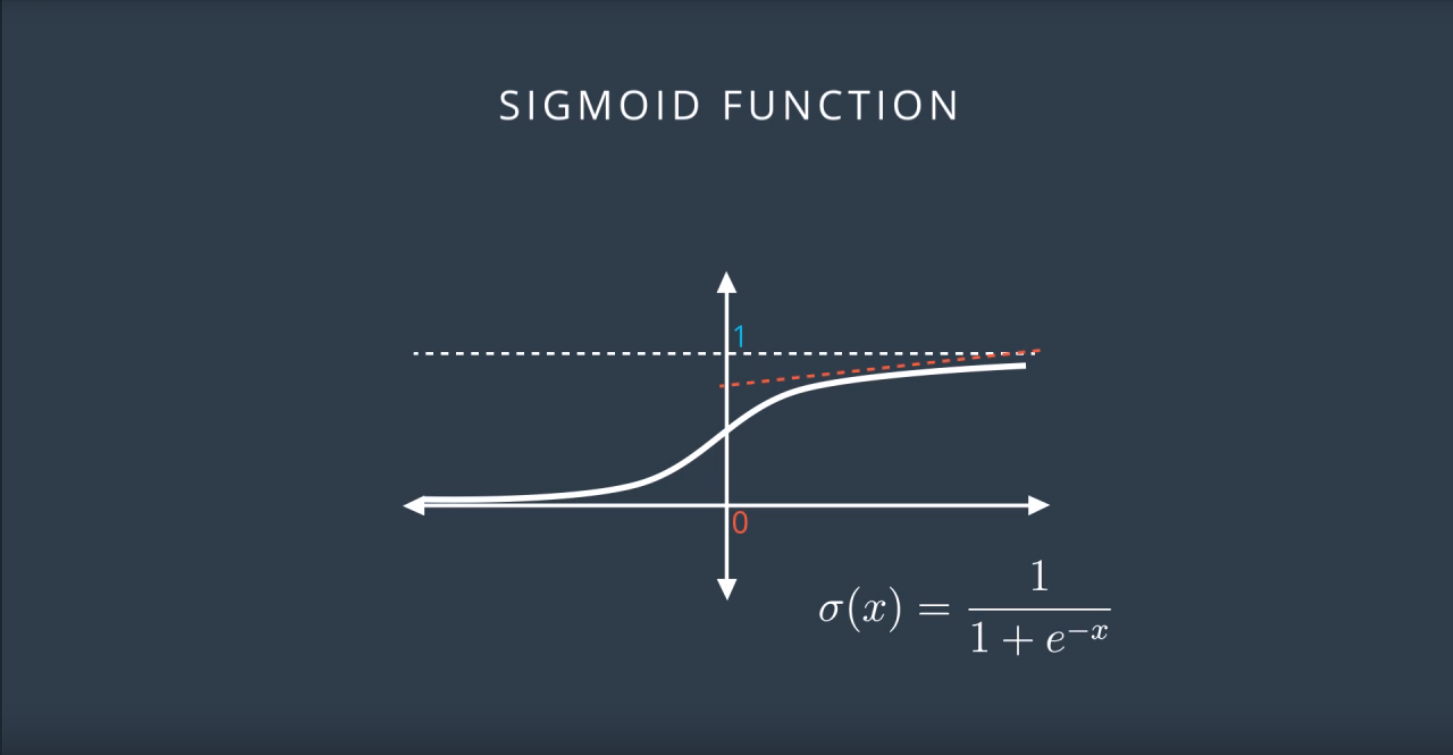 SIGMOID FUNCTION
1
0
σ(x) = 1 / (1 + e^{-x})